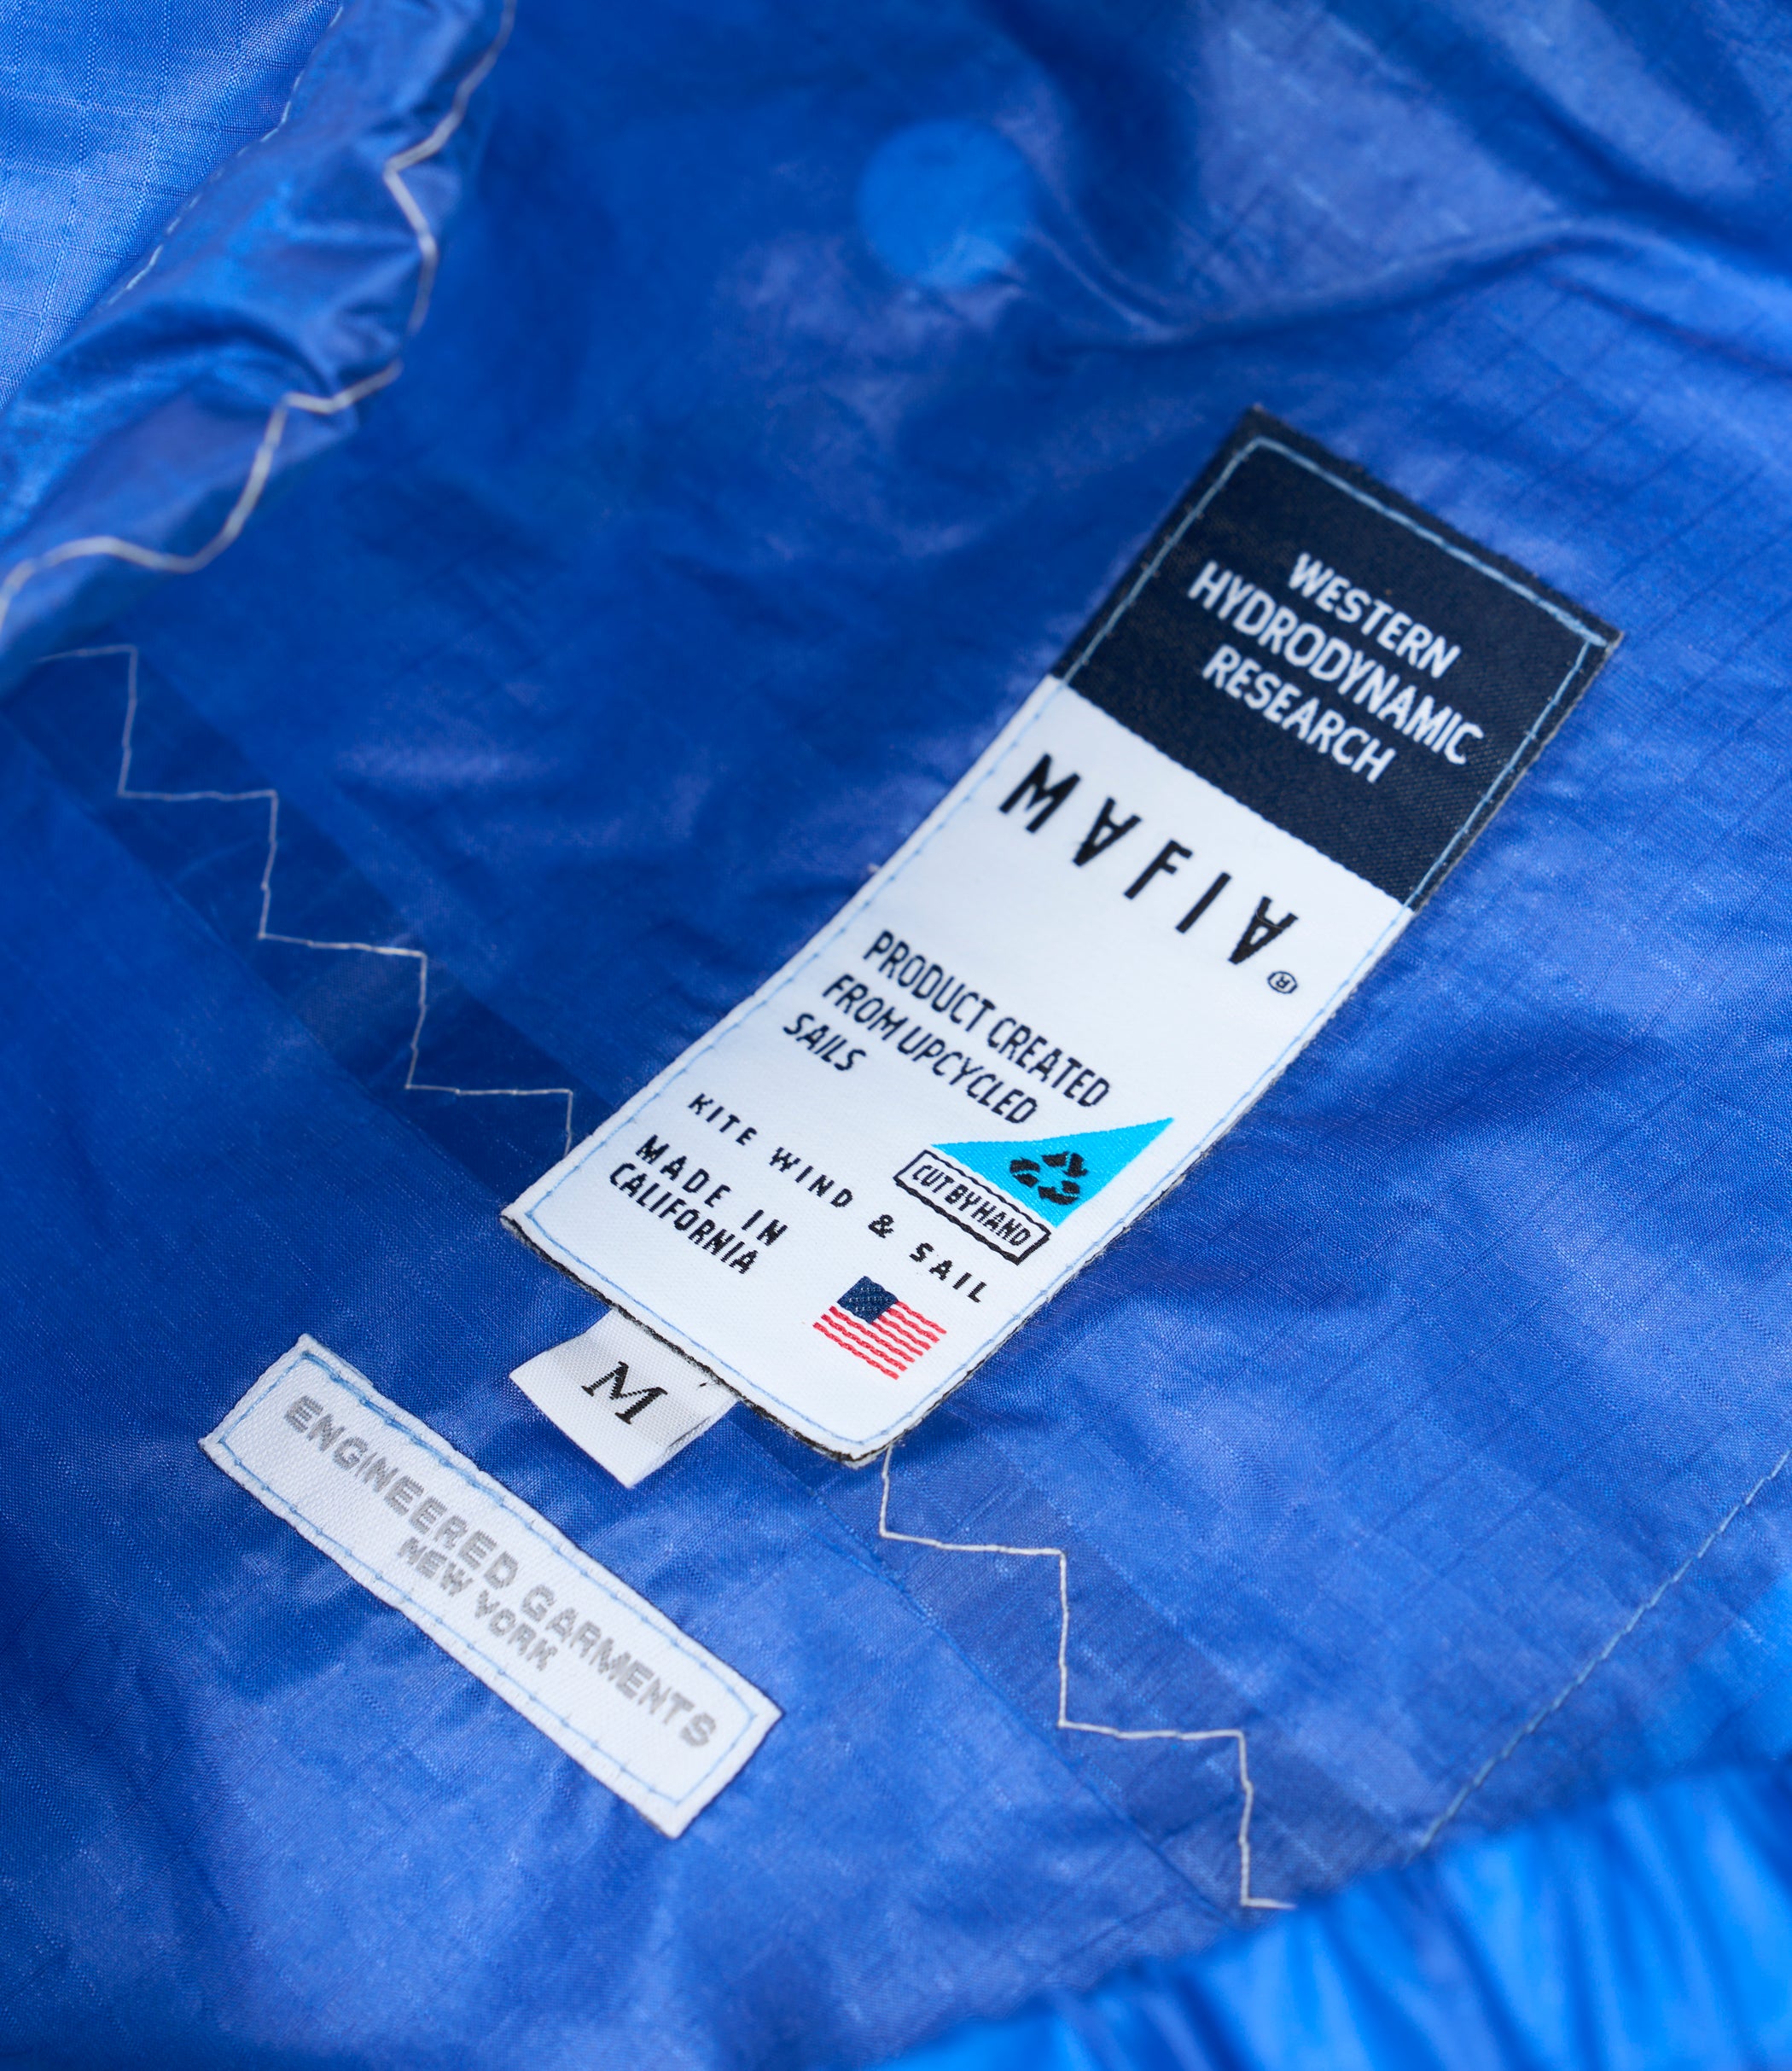 WESTERN
HYDRODYNAMIC
RESEARCH
MAFIA®
PRODUCT CREATED
FROM UPCYCLED
SAILS
CUT BY HAND
KITE WIND & SAIL
MADE IN
CALIFORNIA
M
ENGINEERED GARMENTS
NEW YORK